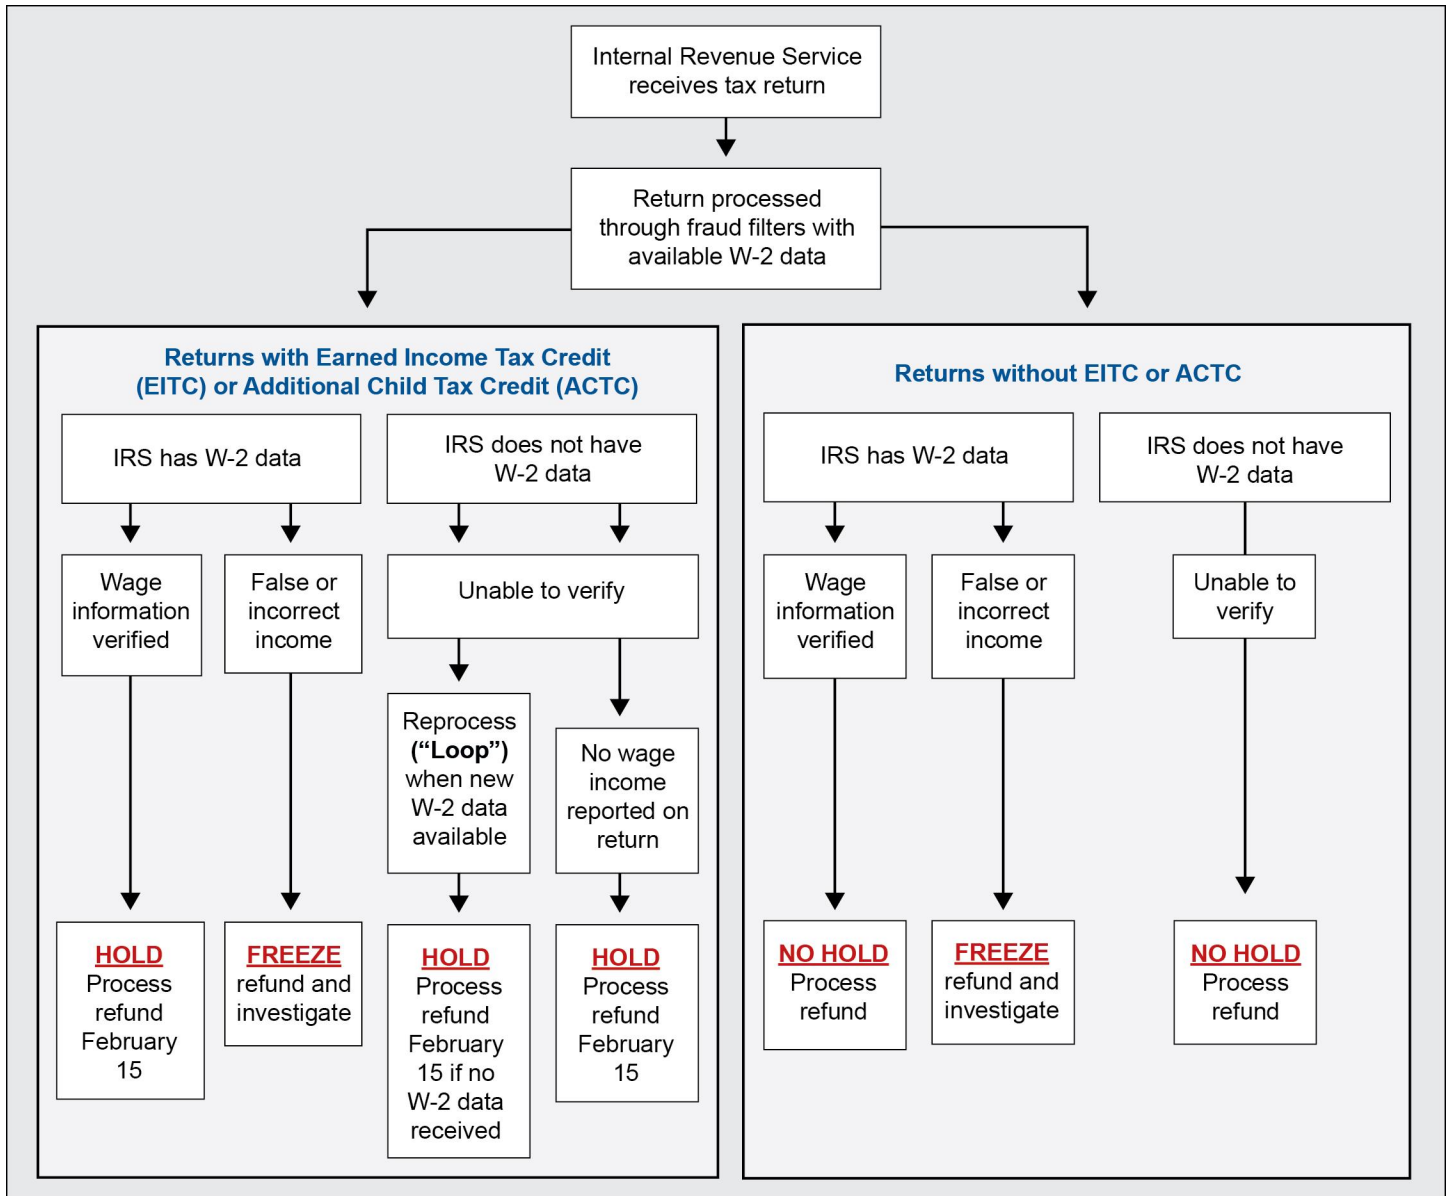 Internal Revenue Service
receives tax return
Return processed
through fraud filters with
available W-2 data
Returns with Earned Income Tax Credit
(EITC) or Additional Child Tax Credit (ACTC)
IRS has W-2 data
IRS does not have
W-2 data
Wage
information
verified
False or
incorrect
income
Unable to verify
Reprocess
(“Loop”)
when new
W-2 data
available
No wage
income
reported on
return
HOLD
Process
refund
February
15
FREEZE
refund and
investigate
HOLD
Process
refund
February
15 if no
W-2 data
received
HOLD
Process
refund
February
15
Returns without EITC or ACTC
IRS has W-2 data
IRS does not have
W-2 data
Wage
information
verified
False or
incorrect
income
Unable to
verify
NO HOLD
Process
refund
FREEZE
refund and
investigate
NO HOLD
Process
refund